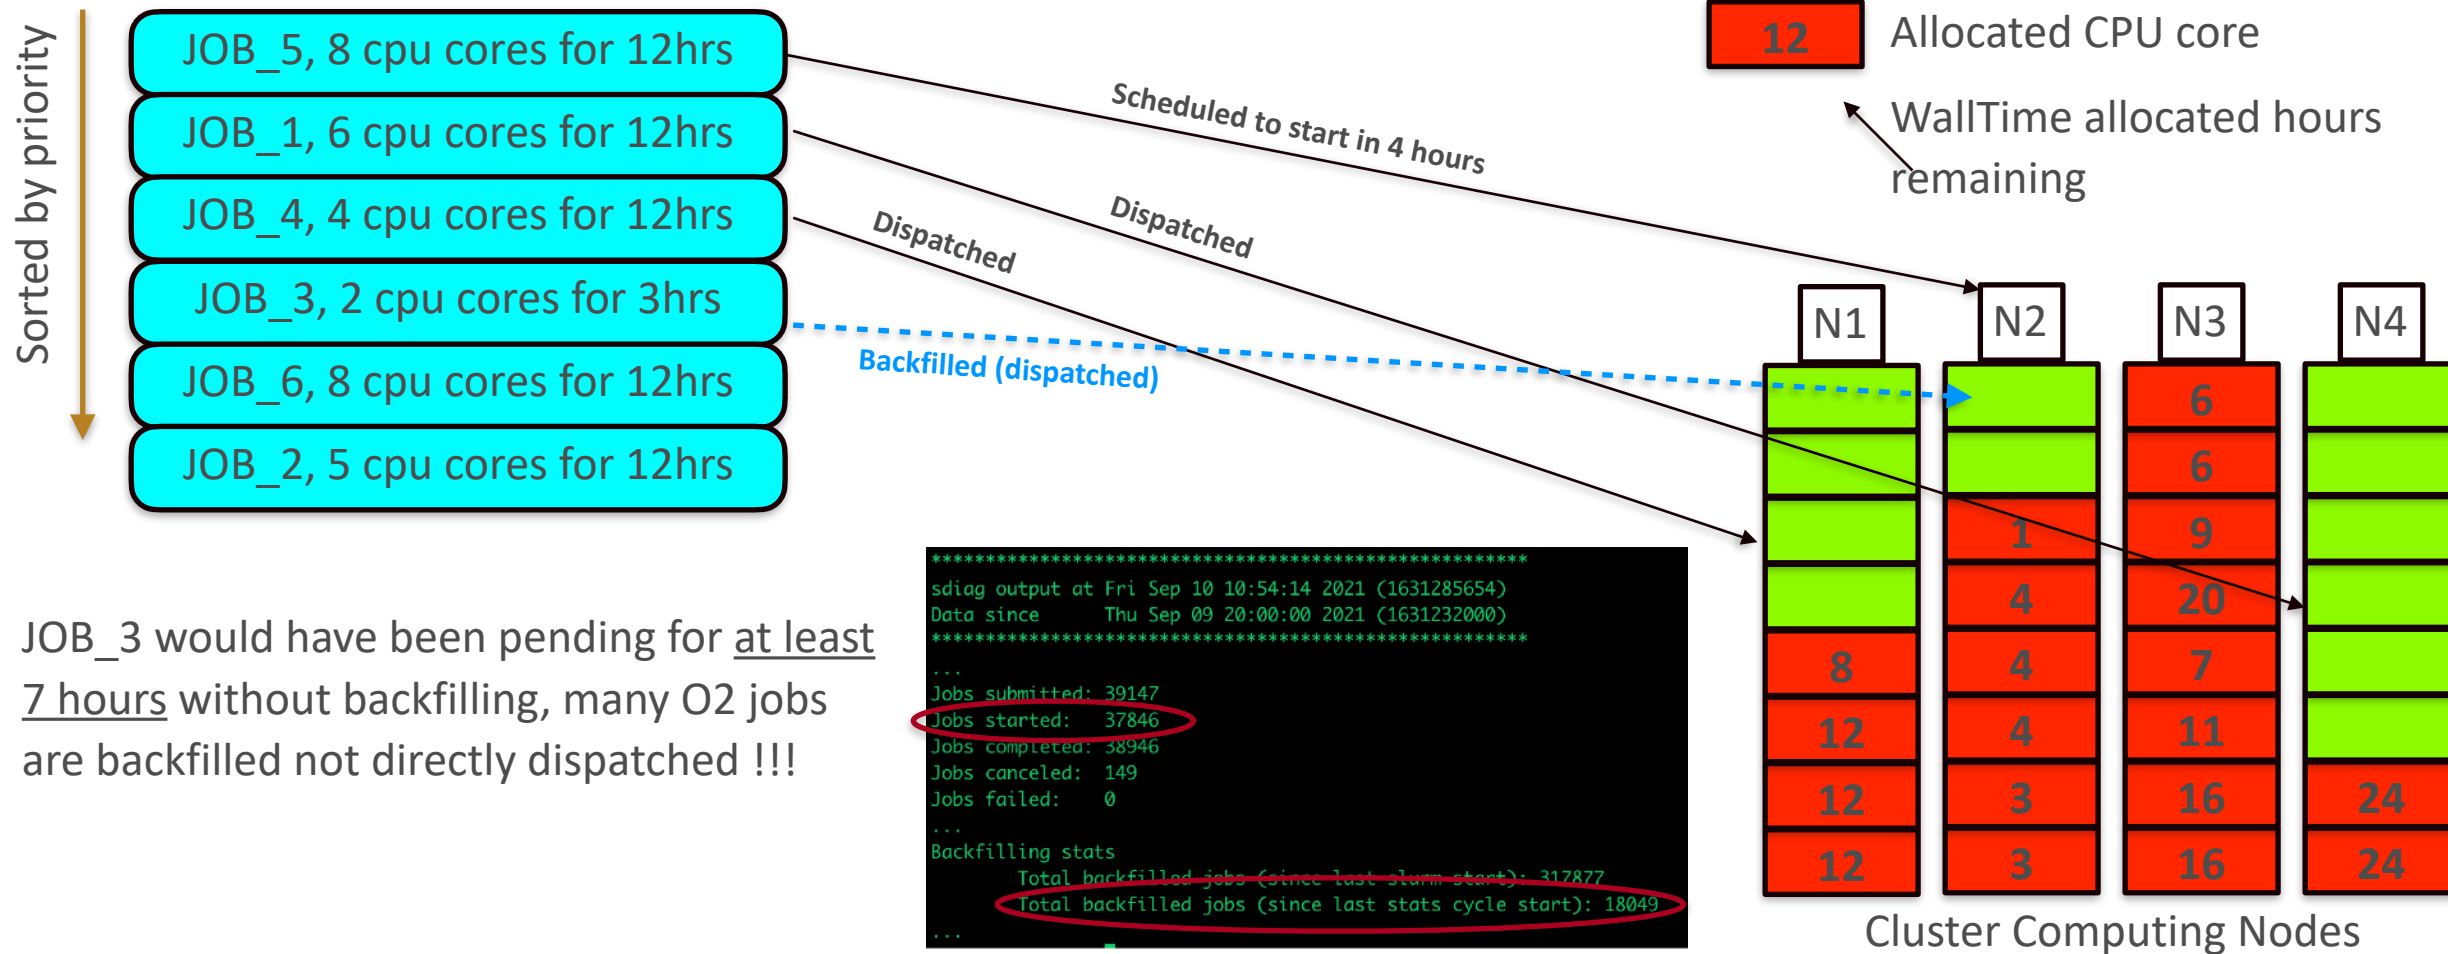 Sorted by priority
JOB_5, 8 cpu cores for 12hrs
JOB_1, 6 cpu cores for 12hrs
JOB_4, 4 cpu cores for 12hrs
JOB_3, 2 cpu cores for 3hrs
JOB_6, 8 cpu cores for 12hrs
JOB_2, 5 cpu cores for 12hrs
Scheduled to start in 4 hours
Dispatched
Dispatched
Backfilled (dispatched)
12
Allocated CPU core
WallTime allocated hours
remaining
N1 N2 N3 N4
6
6
1 9
4 20
8 4 7
12 4 11
12 3 16 24
12 3 16 24
Cluster Computing Nodes
JOB_3 would have been pending for at least
7 hours without backfilling, many O2 jobs
are backfilled not directly dispatched !!!
*******************************************************
sdiag output at Fri Sep 10 10:54:14 2021 (1631285654)
Data since Thu Sep 09 20:00:00 2021 (1631232000)
*******************************************************
...
Jobs submitted: 39147
Jobs started: 37846
Jobs completed: 38946
Jobs canceled: 149
Jobs failed: 0
...
Backfilling stats
Total backfilled jobs (since last slurm start): 317877
Total backfilled jobs (since last stats cycle start): 18049
...